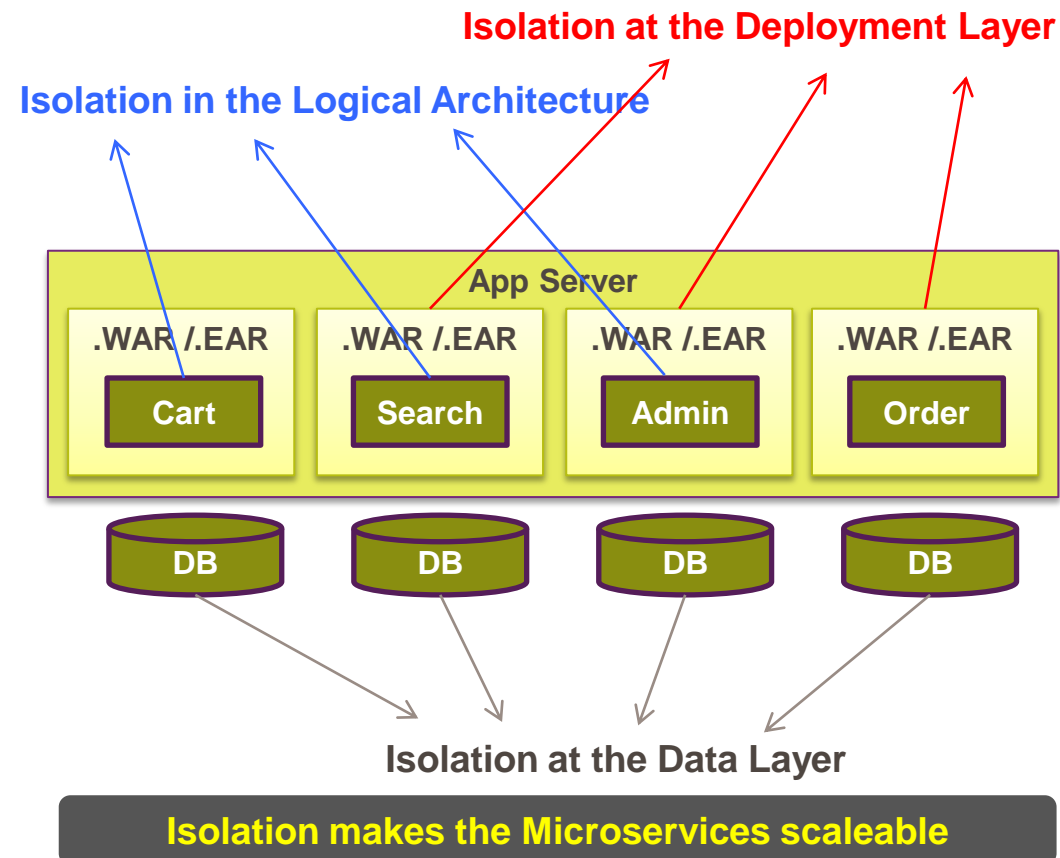 Isolation at the Deployment Layer
Isolation in the Logical Architecture
App Server
.WAR /.EAR
.WAR /.EAR
.WAR /.EAR
.WAR /.EAR
Cart
Search
Admin
Order
DB
DB
DB
DB
Isolation at the Data Layer
Isolation makes the Microservices scaleable